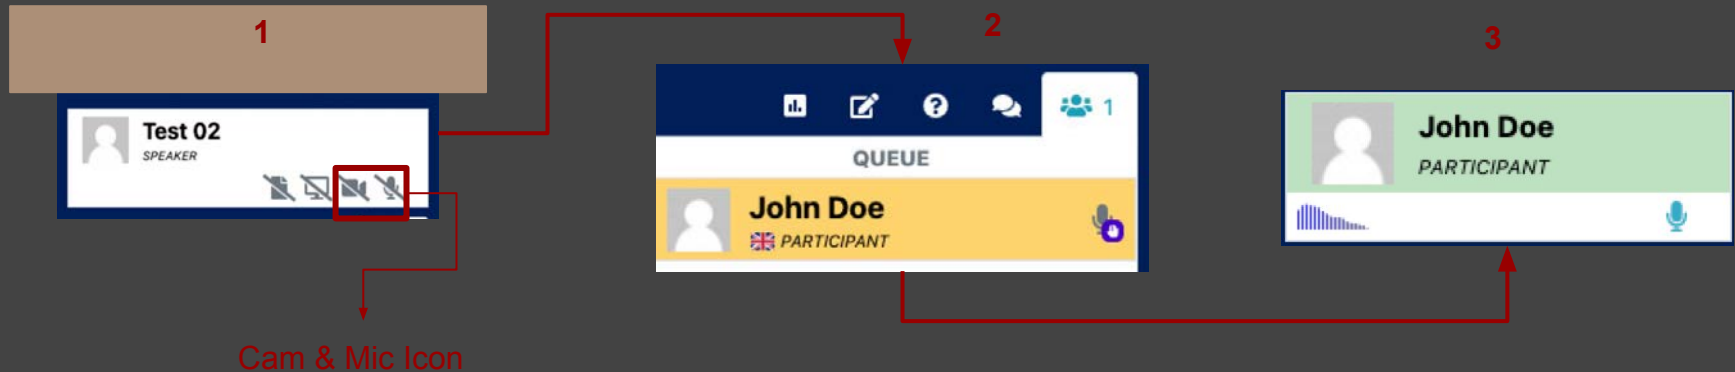 1
Test 02
SPEAKER
Cam & Mic Icon
2
1
QUEUE
John Doe
PARTICIPANT
3
John Doe
PARTICIPANT